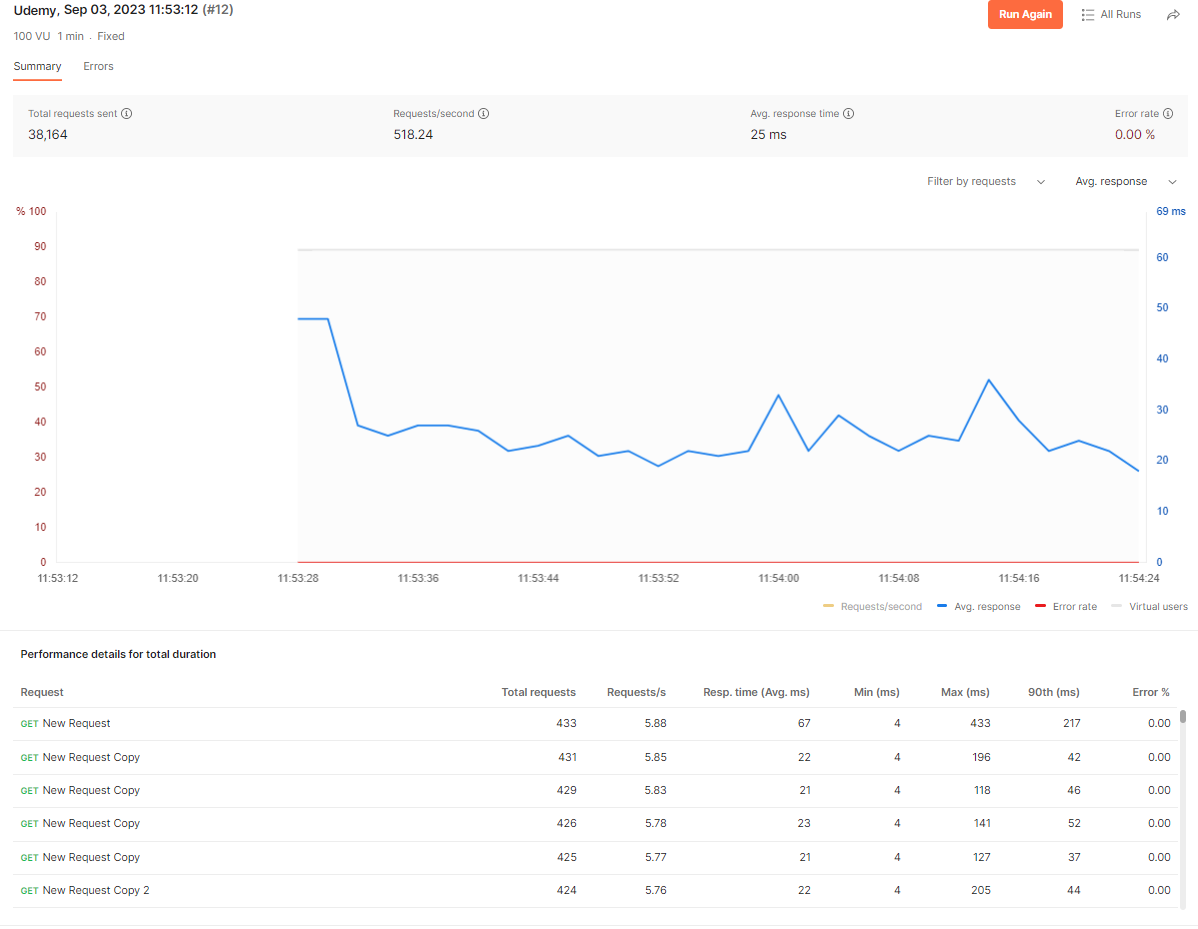 Udemy, Sep 03, 2023 11:53:12 (#12)
Run Again
All Runs
100 VU 1 min . Fixed
Summary Errors
Total requests sent Requests/second Avg. response time Error rate
38,164 518.24 25 ms 0.00 %
Filter by requests Avg. response
% 100 69 ms
90
80
70
60
50
40
30
20
10
0
60
50
40
30
20
10
0
11:53:12 11:53:20 11:53:28 11:53:36 11:53:44 11:53:52 11:54:00 11:54:08 11:54:16 11:54:24
Requests/second Avg. response Error rate Virtual users
Performance details for total duration
Request Total requests Requests/s Resp. time (Avg. ms) Min (ms) Max (ms) 90th (ms) Error %
GET New Request 433 5.88 67 4 433 217 0.00
GET New Request Copy 431 5.85 22 4 196 42 0.00
GET New Request Copy 429 5.83 21 4 118 46 0.00
GET New Request Copy 426 5.78 23 4 141 52 0.00
GET New Request Copy 425 5.77 21 4 127 37 0.00
GET New Request Copy 2 424 5.76 22 4 205 44 0.00